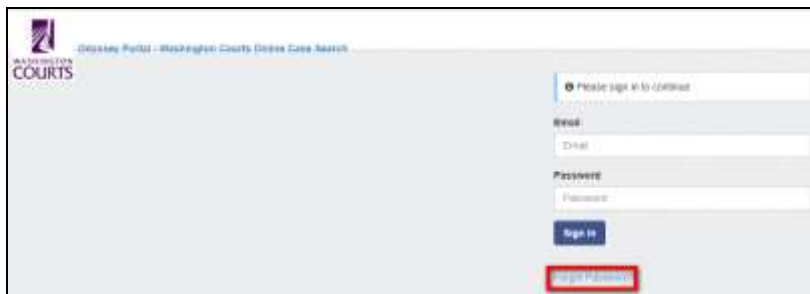 Odyssey Portal - Washington Courts Online Case Search
WASHINGTON
COURTS
Please sign in to continue
Email
Email
Password
Password
Sign In
Forgot Password